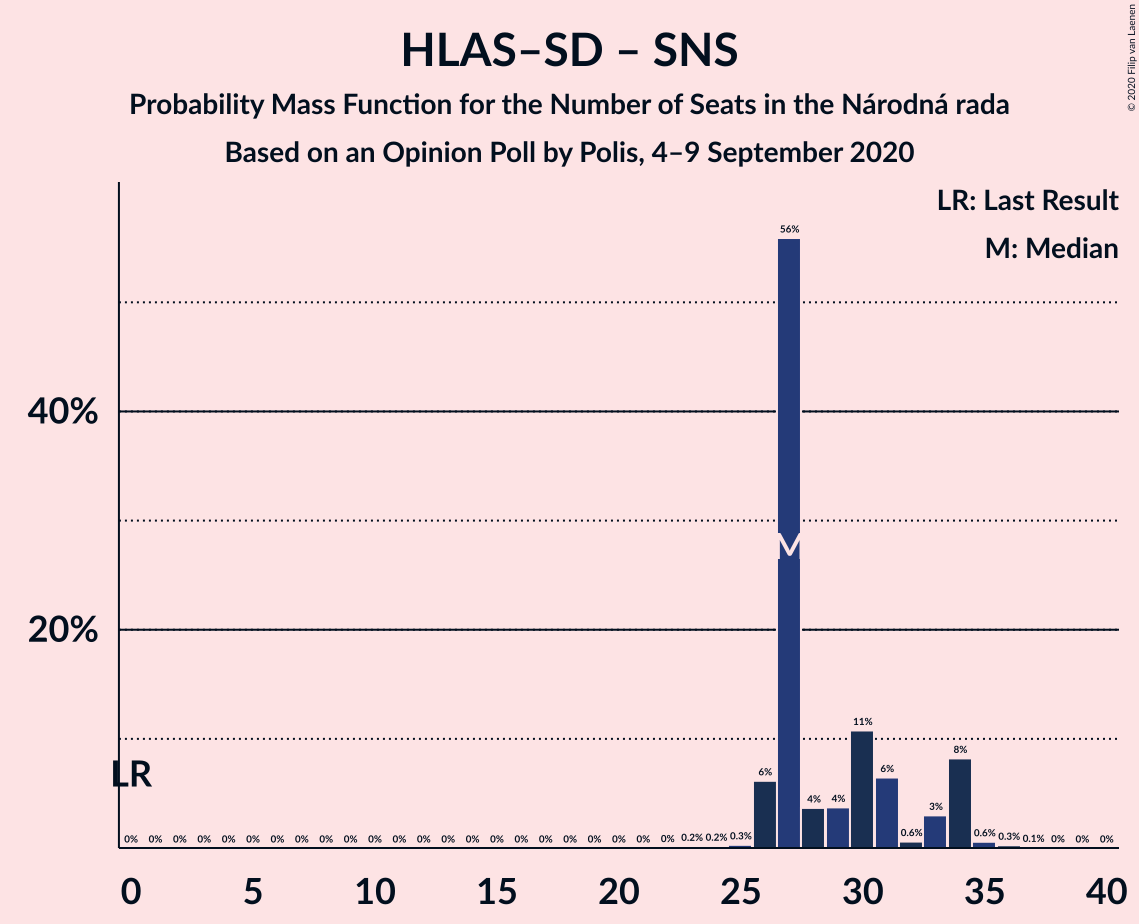 HLAS–SD – SNS
Probability Mass Function for the Number of Seats in the Národná rada
Based on an Opinion Poll by Polis, 4–9 September 2020
© 2020 Filip van Laenen
LR: Last Result
M: Median
56%
40%
M
20%
11%
8%
LR
6% 4% 4% 6% 3%
0% 0% 0% 0% 0% 0% 0% 0% 0% 0% 0% 0% 0% 0% 0% 0% 0% 0% 0% 0% 0% 0% 0% 0.2% 0.2% 0.3% 0.6% 0.6% 0.3% 0.1% 0% 0% 0%
0 5 10 15 20 25 30 35 40